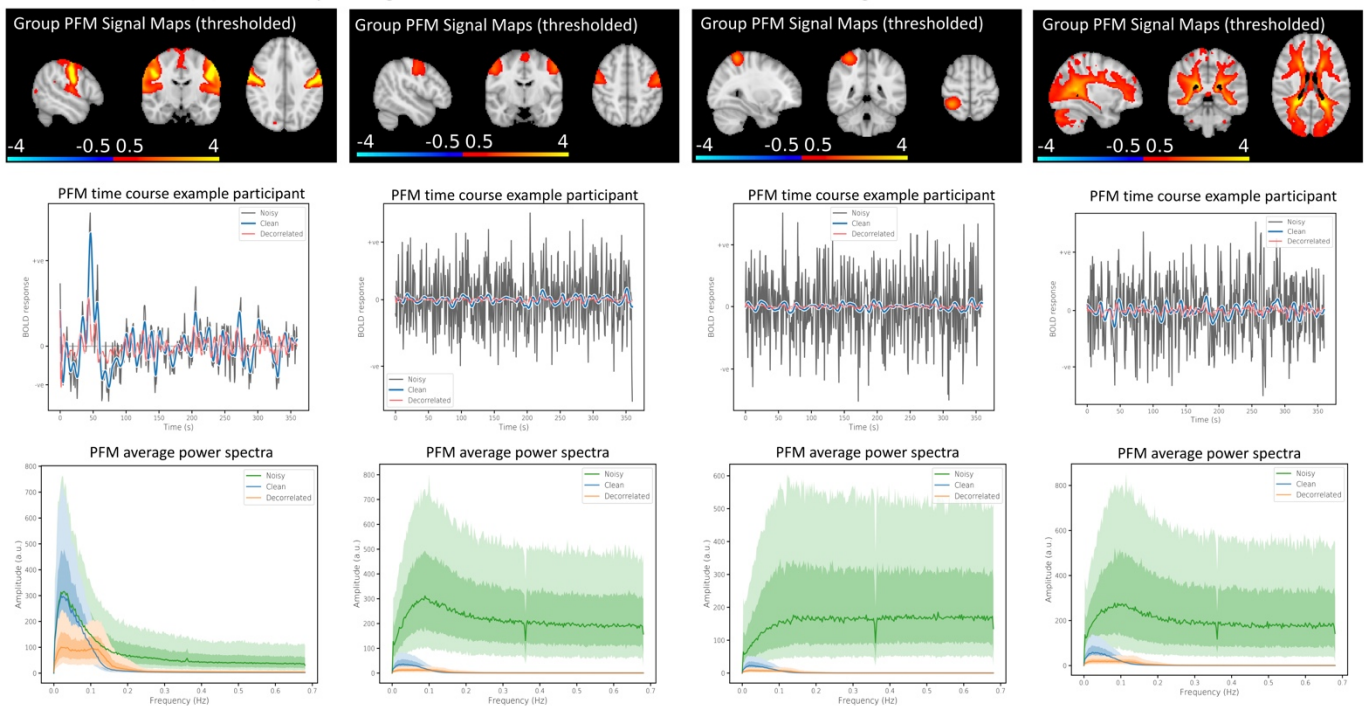 Group PFM Signal Maps (thresholded)
Group PFM Signal Maps (thresholded)
Group PFM Signal Maps (thresholded)
Group PFM Signal Maps (thresholded)
-4 -0.5 0.5 4
-4 -0.5 0.5 4
-4 -0.5 0.5 4
-4 -0.5 0.5 4
PFM time course example participant
Noisy
Clean
Decorrelated
+ve
0
-ve
BOLD response
0 50 100 150 200 250 300 350
Time (s)
PFM time course example participant
Noisy
Clean
Decorrelated
+ve
0
-ve
BOLD response
0 50 100 150 200 250 300 350
Time (s)
PFM time course example participant
Noisy
Clean
Decorrelated
+ve
0
-ve
BOLD response
0 50 100 150 200 250 300 350
Time (s)
PFM time course example participant
Noisy
Clean
Decorrelated
+ve
0
-ve
BOLD response
0 50 100 150 200 250 300 350
Time (s)
PFM average power spectra
Noisy
Clean
Decorrelated
800
700
600
500
400
300
200
100
0
Amplitude (a.u.)
0.0 0.1 0.2 0.3 0.4 0.5 0.6 0.7
Frequency (Hz)
PFM average power spectra
Noisy
Clean
Decorrelated
800
700
600
500
400
300
200
100
0
Amplitude (a.u.)
0.0 0.1 0.2 0.3 0.4 0.5 0.6 0.7
Frequency (Hz)
PFM average power spectra
Noisy
Clean
Decorrelated
600
500
400
300
200
100
0
Amplitude (a.u.)
0.0 0.1 0.2 0.3 0.4 0.5 0.6 0.7
Frequency (Hz)
PFM average power spectra
Noisy
Clean
Decorrelated
800
600
400
200
0
Amplitude (a.u.)
0.0 0.1 0.2 0.3 0.4 0.5 0.6 0.7
Frequency (Hz)